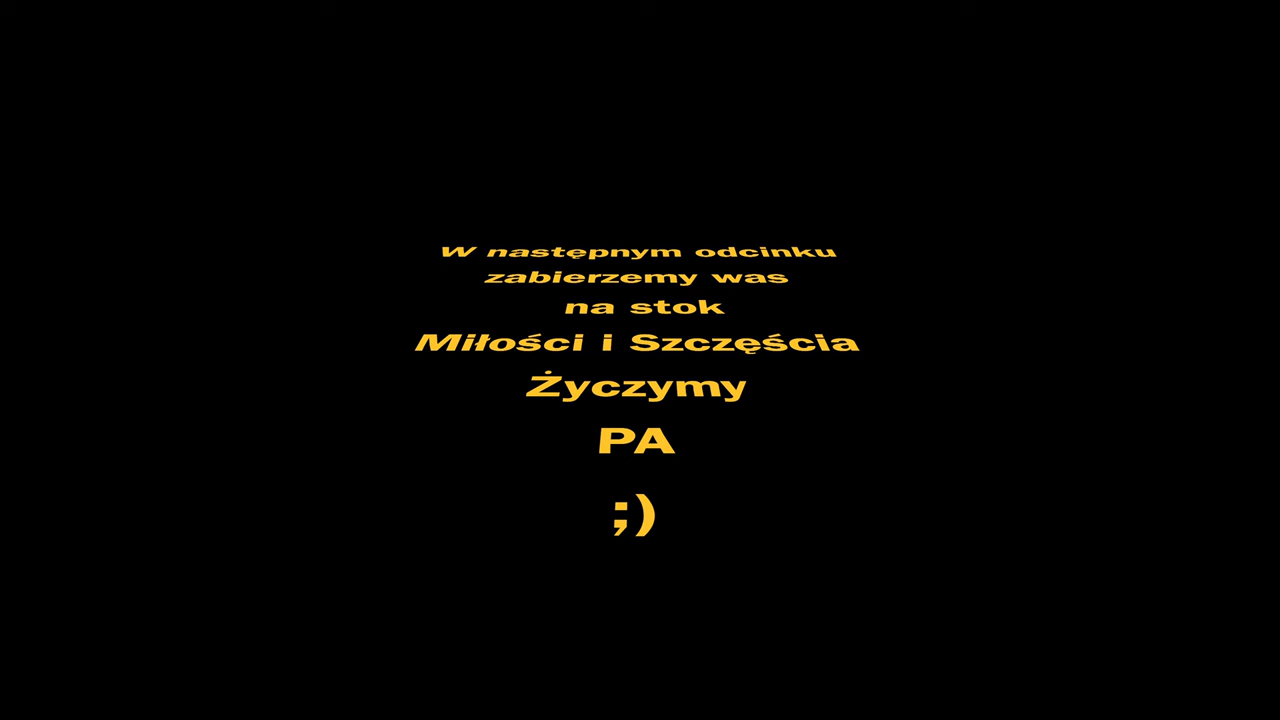 W następnym odcinku
zabierzemy was
na stok
Miłości i Szczęścia
Życzymy
PA
;)